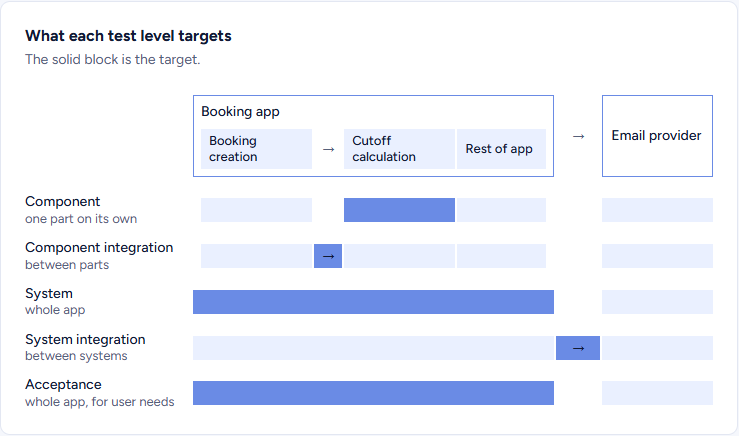 What each test level targets
The solid block is the target.
Booking app
Booking
creation
→
Cutoff
calculation
Rest of app
→
Email provider
Component
one part on its own
Component integration
between parts
→
System
whole app
System integration
between systems
→
Acceptance
whole app, for user needs